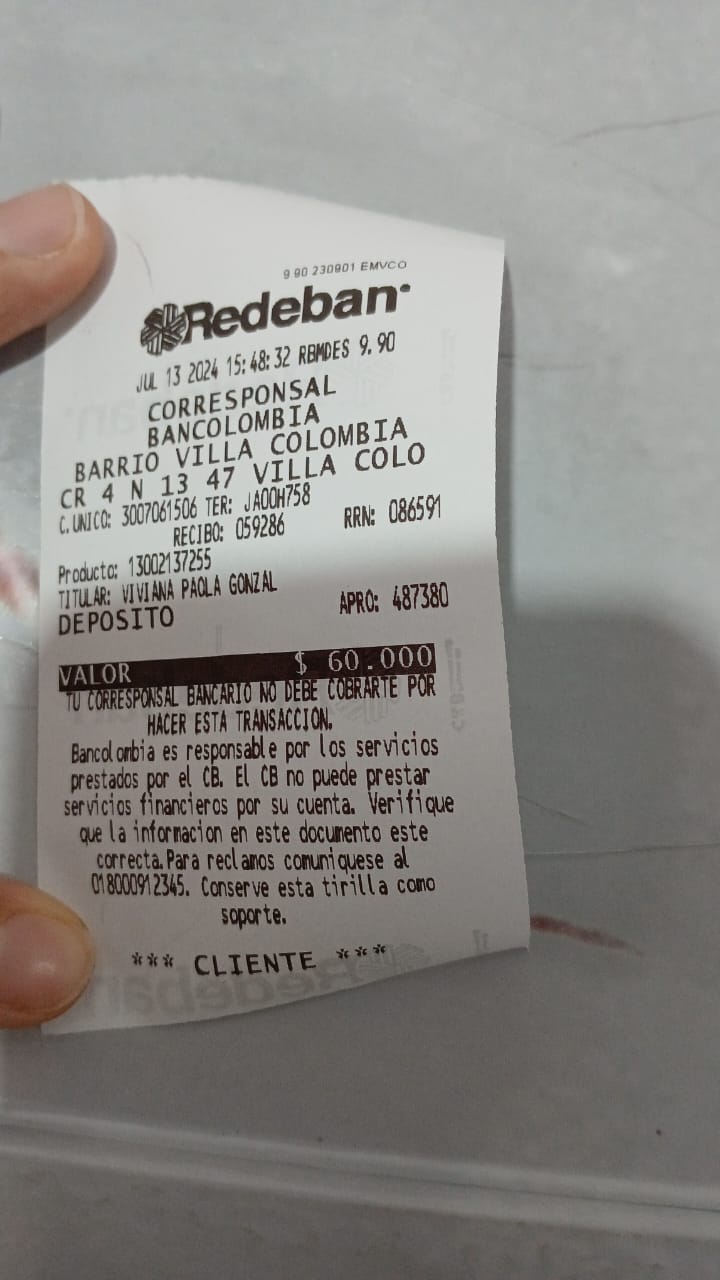 9 90 230901 EMVCO
Redeban
JUL 13 2024 15:48:32 RBMDES 9.90
CORRESPONSAL
BANCOLOMBIA
BARRIO VILLA COLOMBIA
CR 4 N 13 47 VILLA COLO
C. UNICO: 3007061506 TER: JA00H758
RECIBO: 059286 RRN: 086591
Producto: 13002137255
TITULAR: VIVIANA PAOLA GONZAL
DEPOSITO APRO: 487380
VALOR $ 60.000
TU CORRESPONSAL BANCARIO NO DEBE COBRARTE POR
HACER ESTA TRANSACCION.
Bancolombia es responsable por los servicios
prestados por el CB. El CB no puede prestar
servicios financieros por su cuenta. Verifique
que la informacion en este documento este
correcta.Para reclamos comuniquese al
018000912345. Conserve esta tirilla como
soporte.
*** CLIENTE ***